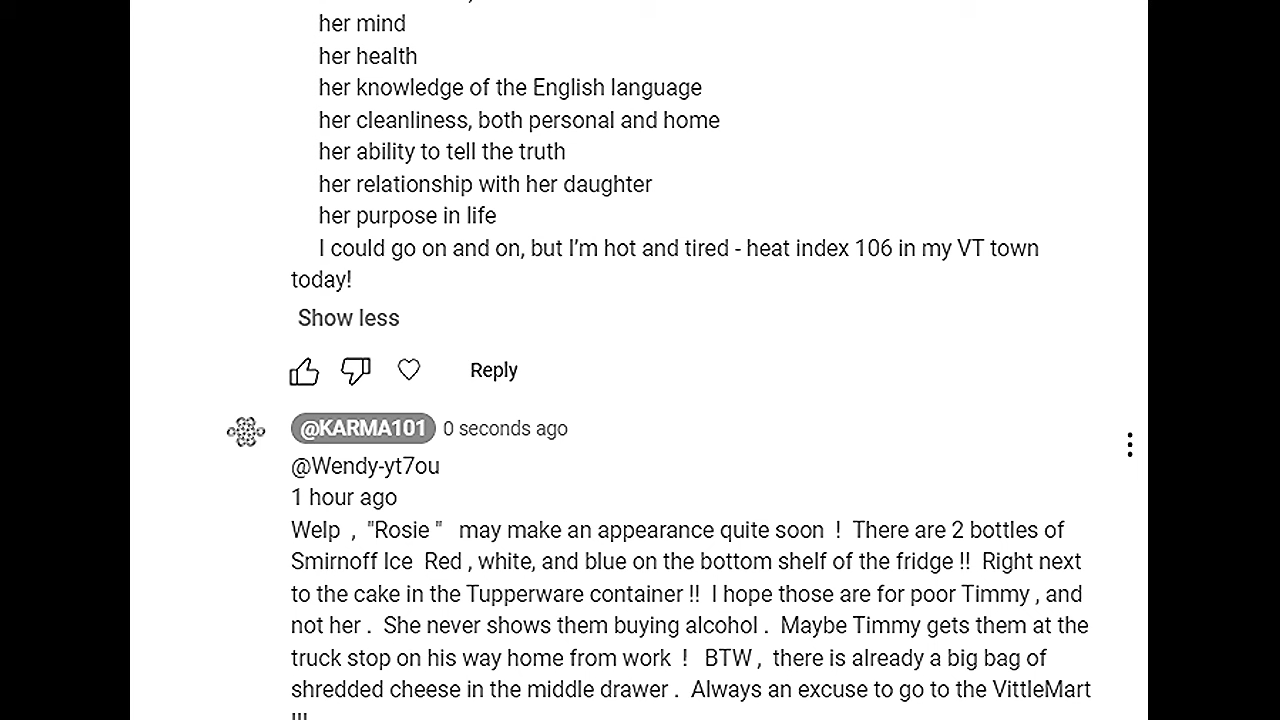 her mind
her health
her knowledge of the English language
her cleanliness, both personal and home
her ability to tell the truth
her relationship with her daughter
her purpose in life
I could go on and on, but I’m hot and tired - heat index 106 in my VT town
today!
Show less
Reply
@KARMA101 0 seconds ago
@Wendy-yt7ou
1 hour ago
Welp , "Rosie " may make an appearance quite soon ! There are 2 bottles of
Smirnoff Ice Red , white, and blue on the bottom shelf of the fridge !! Right next
to the cake in the Tupperware container !! I hope those are for poor Timmy , and
not her . She never shows them buying alcohol . Maybe Timmy gets them at the
truck stop on his way home from work ! BTW , there is already a big bag of
shredded cheese in the middle drawer . Always an excuse to go to the VittleMart
!!!